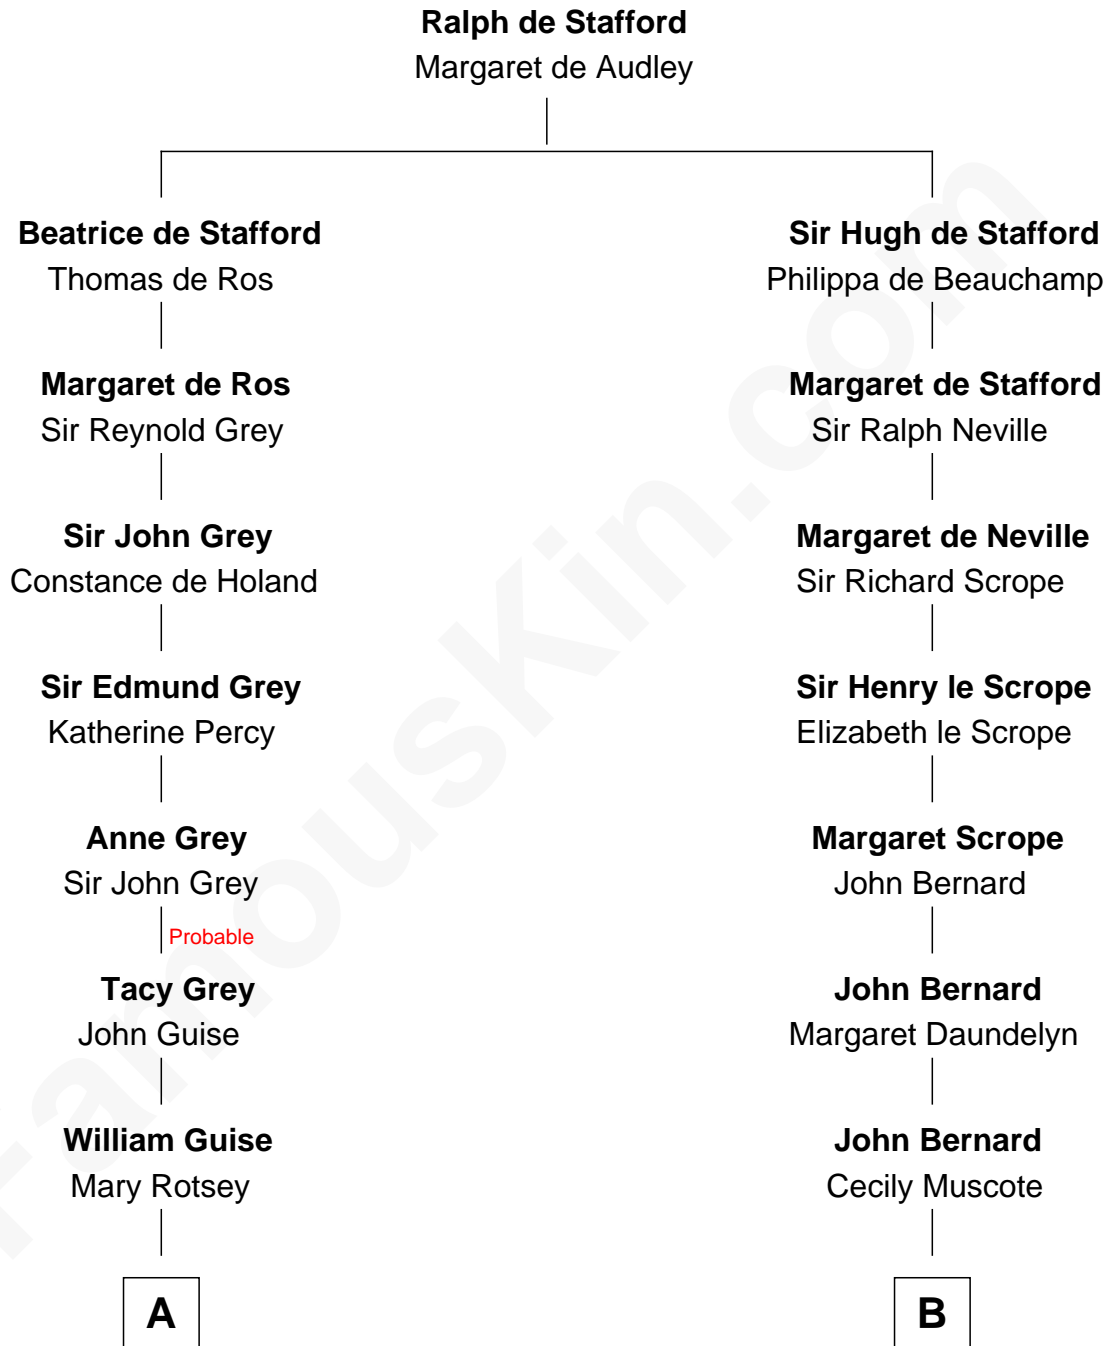 Ralph de Stafford
Margaret de Audley
Beatrice de Stafford
Thomas de Ros
Margaret de Ros
Sir Reynold Grey
Sir John Grey
Constance de Holand
Sir Edmund Grey
Katherine Percy
Anne Grey
Sir John Grey
Probable
Tacy Grey
John Guise
William Guise
Mary Rotsey
A
Sir Hugh de Stafford
Philippa de Beauchamp
Margaret de Stafford
Sir Ralph Neville
Margaret de Neville
Sir Richard Scrope
Sir Henry le Scrope
Elizabeth le Scrope
Margaret Scrope
John Bernard
John Bernard
Margaret Daundelyn
John Bernard
Cecily Muscote
B
FamousKin.com